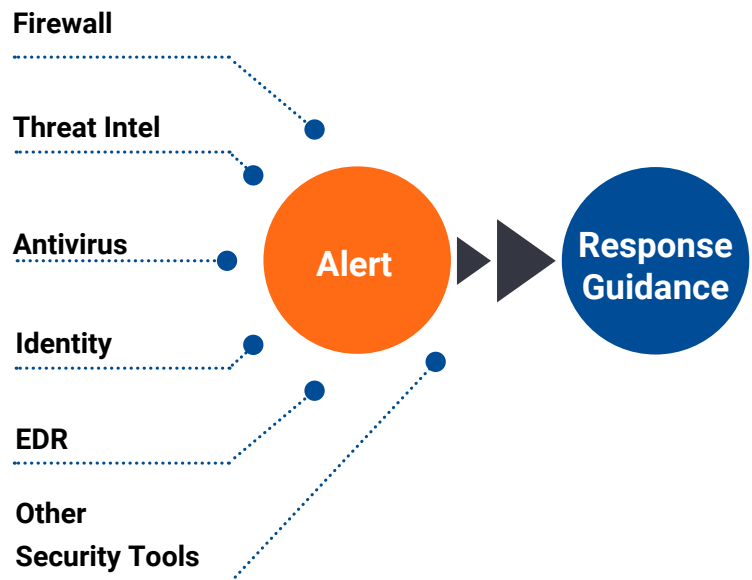 Firewall
Threat Intel
Antivirus
Identity
EDR
Other
Security Tools
Alert
Response
Guidance